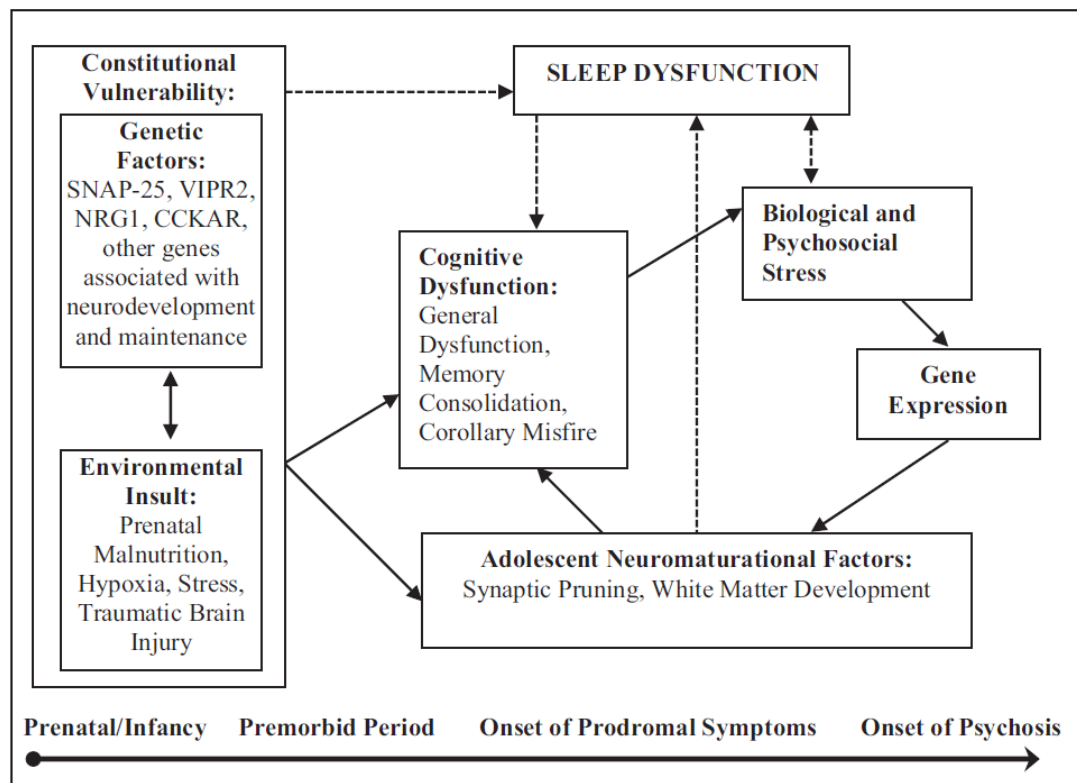 Constitutional
Vulnerability:
Genetic
Factors:
SNAP-25, VIPR2,
NRG1, CCKAR,
other genes
associated with
neurodevelopment
and maintenance
Environmental
Insult:
Prenatal
Malnutrition,
Hypoxia, Stress,
Traumatic Brain
Injury
SLEEP DYSFUNCTION
Cognitive
Dysfunction:
General
Dysfunction,
Memory
Consolidation,
Corollary Misfire
Biological and
Psychosocial
Stress
Gene
Expression
Adolescent Neuromaturational Factors:
Synaptic Pruning, White Matter Development
Prenatal/Infancy Premorbid Period Onset of Prodromal Symptoms Onset of Psychosis